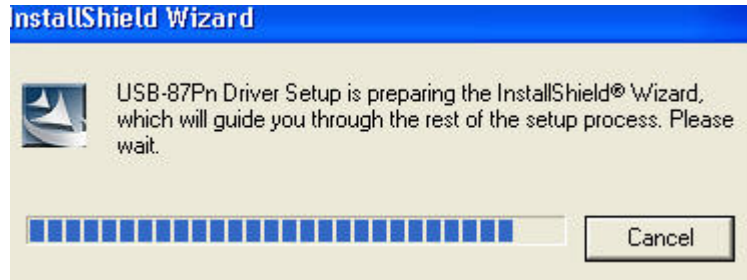 InstallShield Wizard
USB-87Pn Driver Setup is preparing the InstallShield® Wizard,
which will guide you through the rest of the setup process. Please
wait.
Cancel